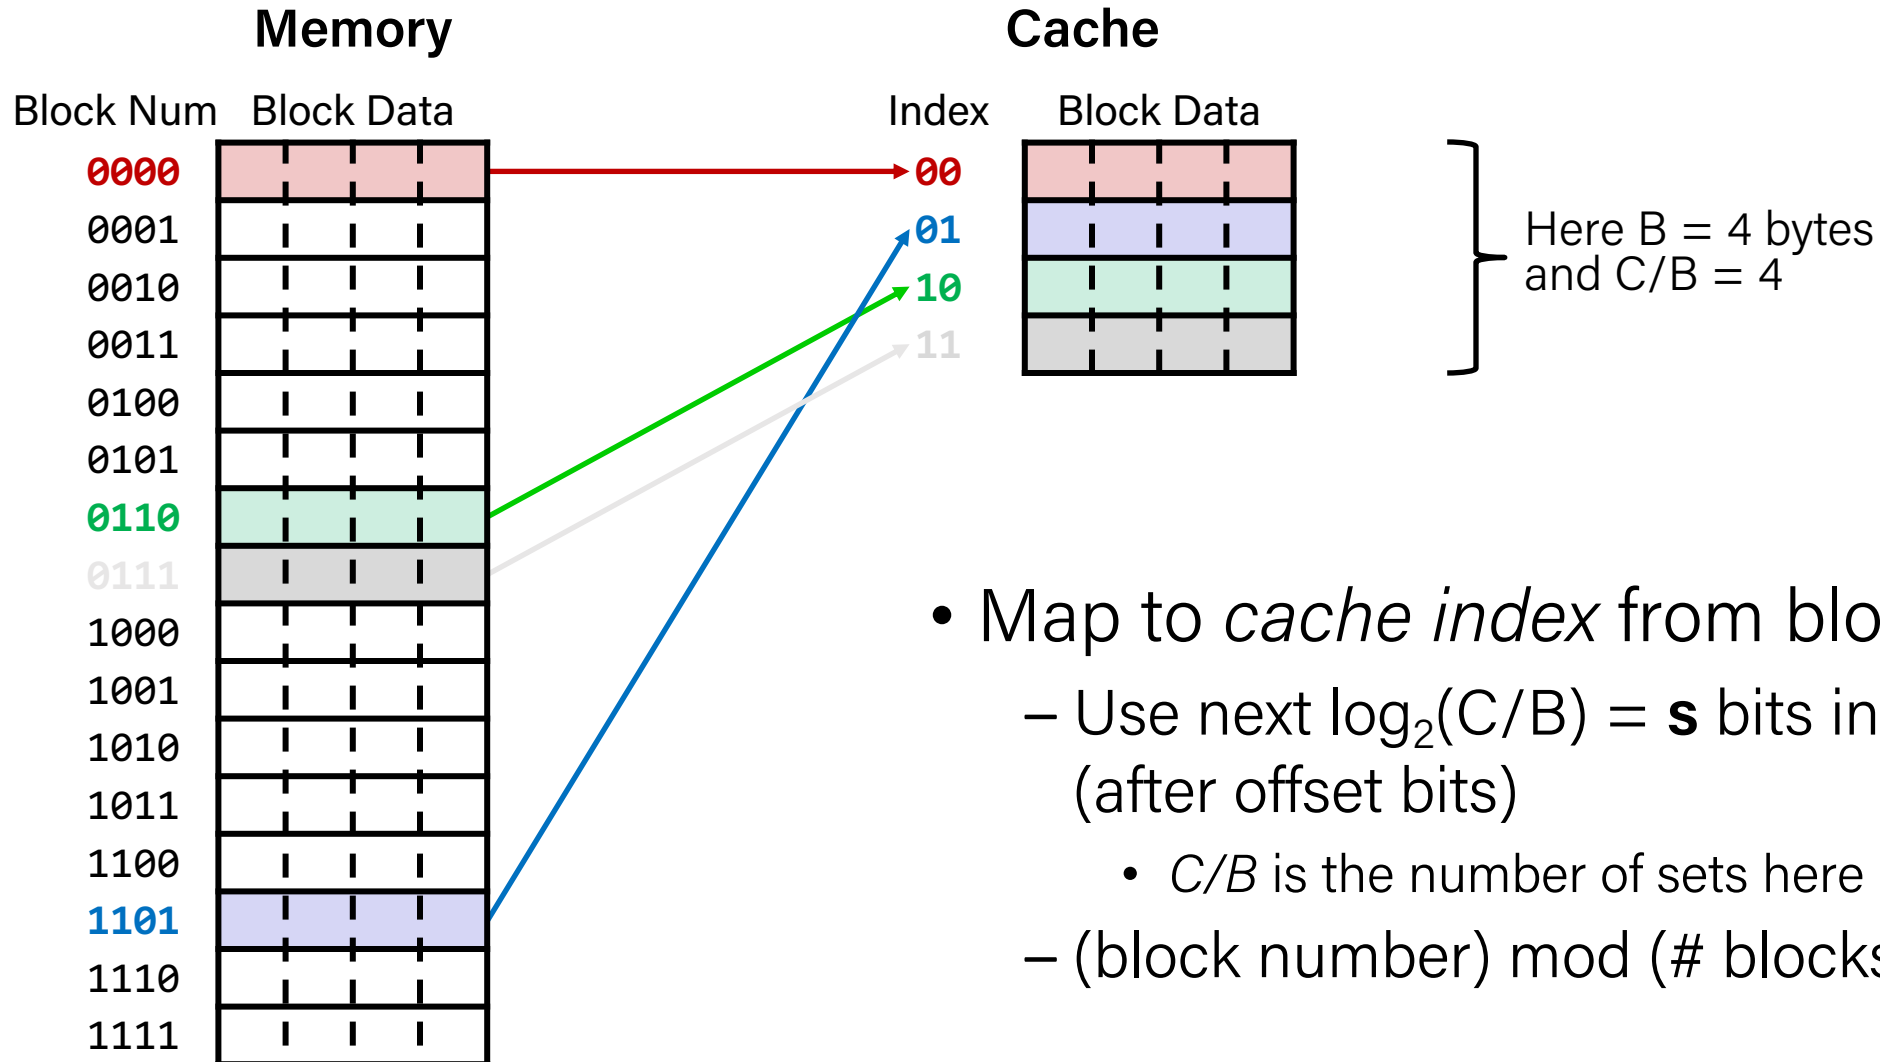 Memory
Cache
Block Num Block Data
Index Block Data
0000
0001
0010
0011
0100
0101
0110
0111
1000
1001
1010
1011
1100
1101
1110
1111
00
01
10
11
Here B = 4 bytes
and C/B = 4
• Map to cache index from blo
– Use next log₂(C/B) = s bits in
(after offset bits)
• C/B is the number of sets here
– (block number) mod (# blocks